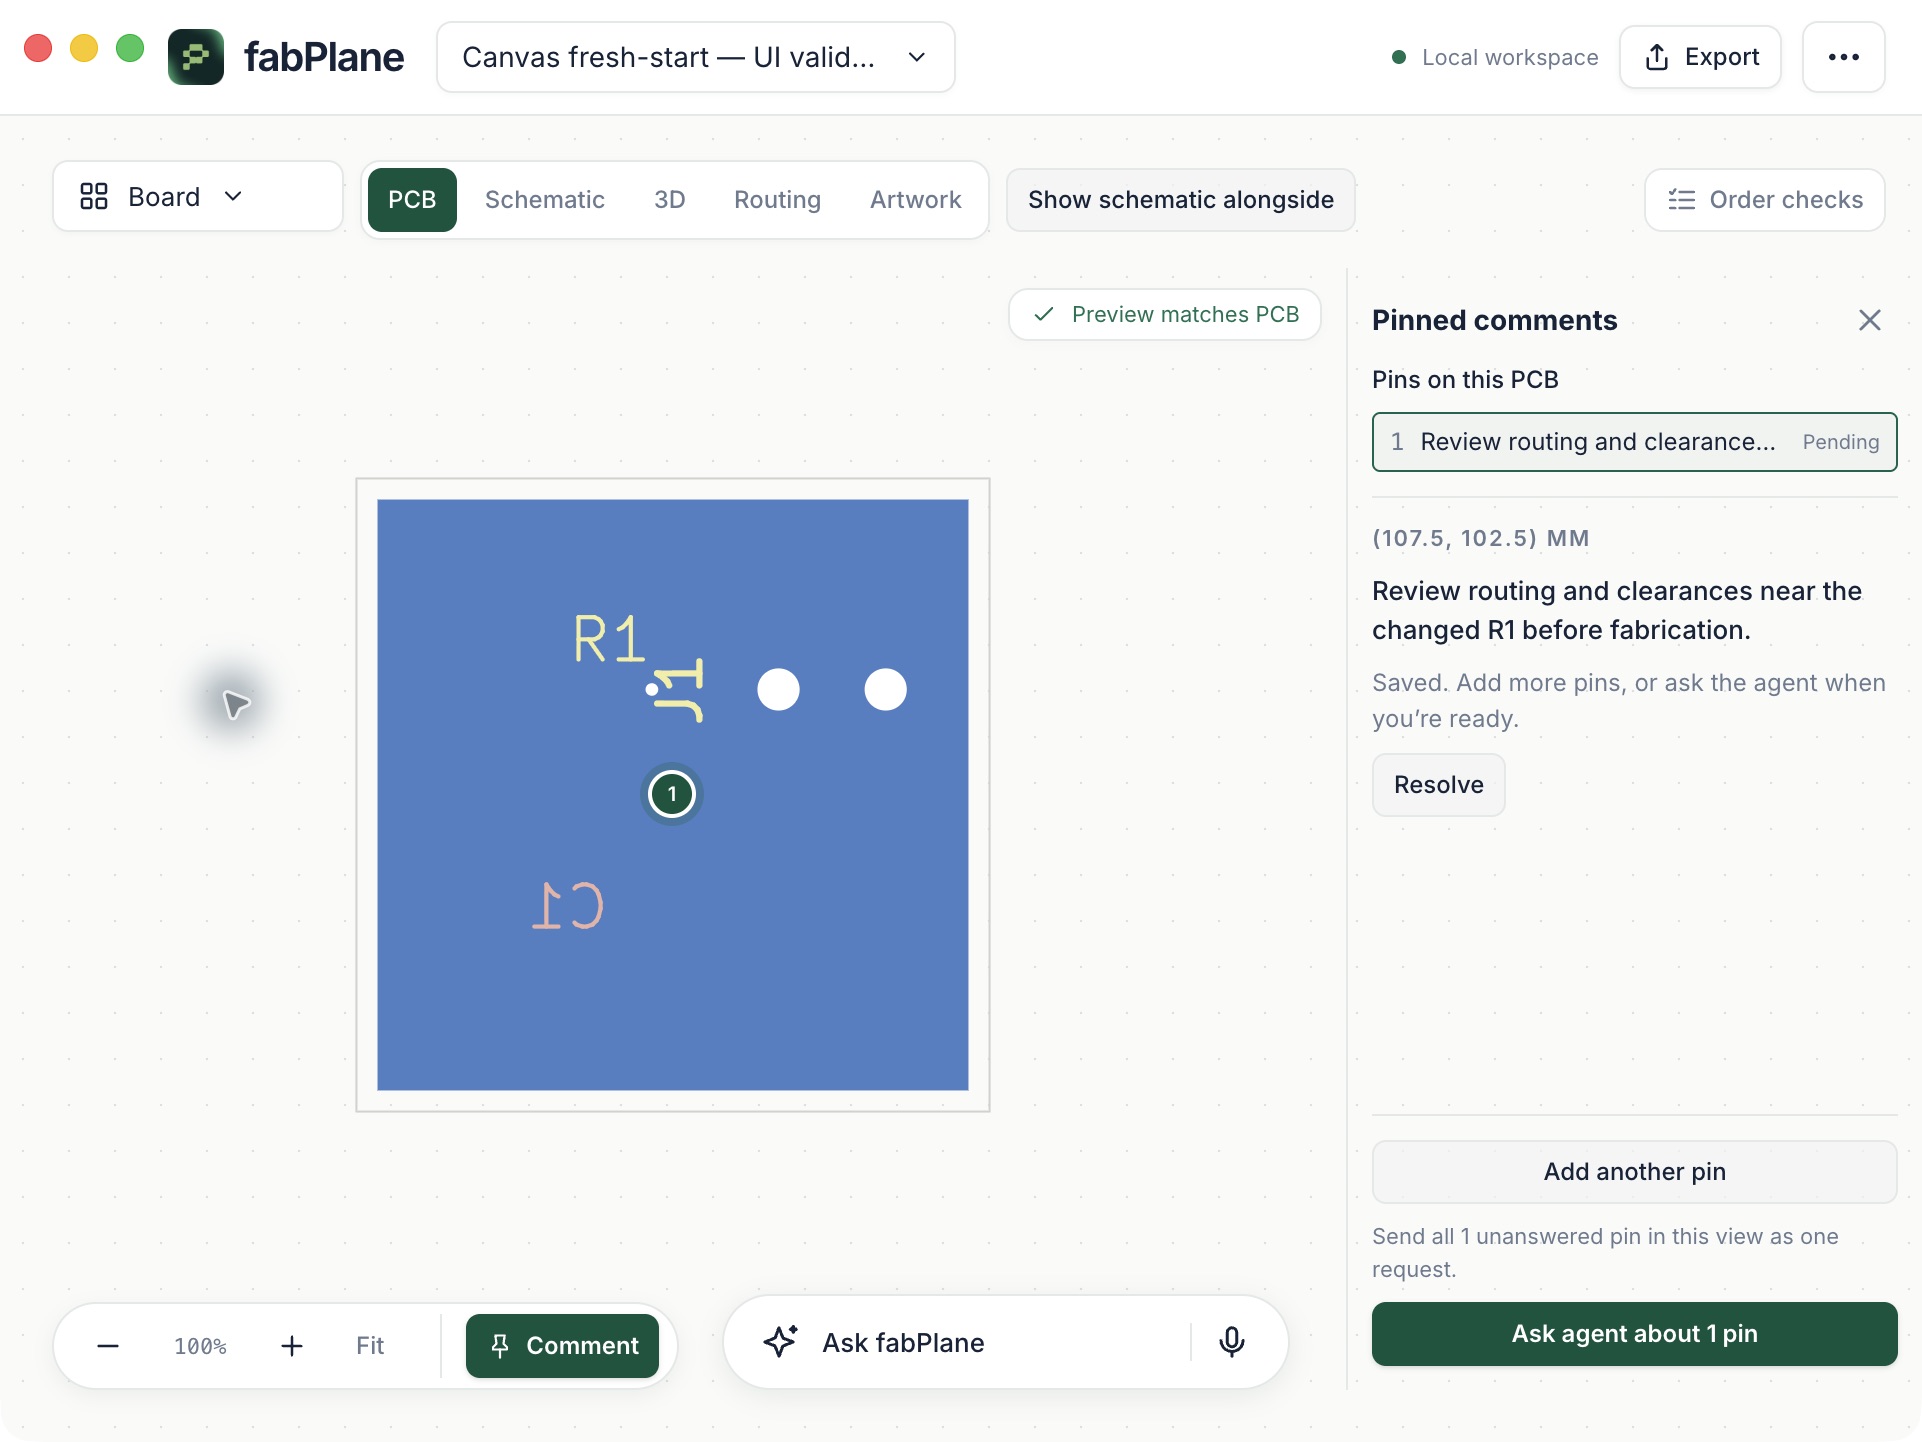 fabPlane
Canvas fresh-start — UI valid...
Local workspace
Export
Board
PCB
Schematic
3D
Routing
Artwork
Show schematic alongside
Order checks
Preview matches PCB
R1
J1
1
C1
Pinned comments
Pins on this PCB
1 Review routing and clearance... Pending
(107.5, 102.5) MM
Review routing and clearances near the
changed R1 before fabrication.
Saved. Add more pins, or ask the agent when
you’re ready.
Resolve
Add another pin
Send all 1 unanswered pin in this view as one
request.
Ask agent about 1 pin
100%
Fit
Comment
Ask fabPlane